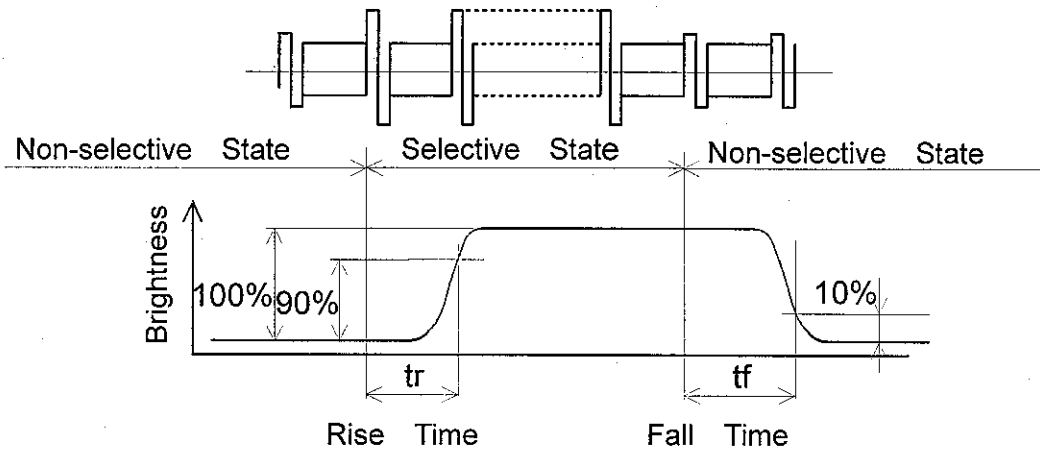 Non-selective State
Selective State
Non-selective State
Brightness
100%
90%
10%
tr
tf
Rise Time
Fall Time